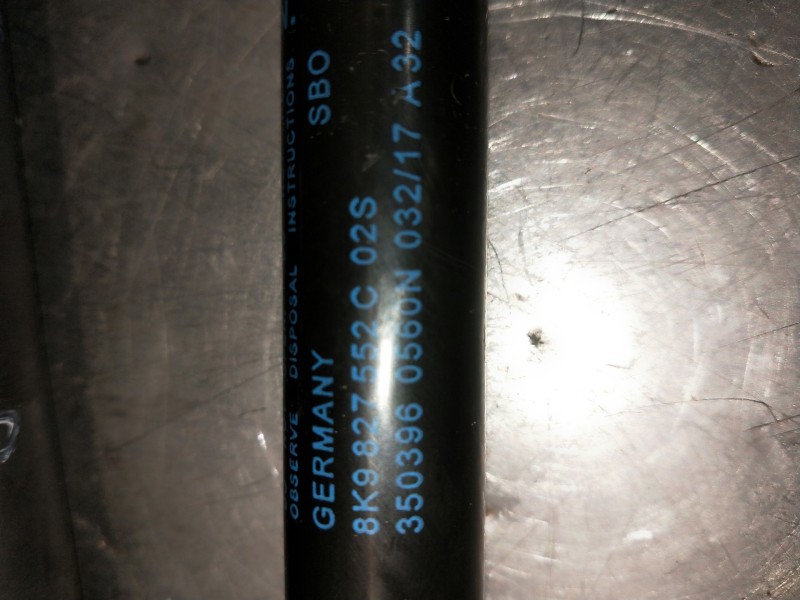 OBSERVE DISPOSAL INSTRUCTIONS
GERMANY SBO
8K9 827 552 C 02S
350396 0560N 032/17 A 32